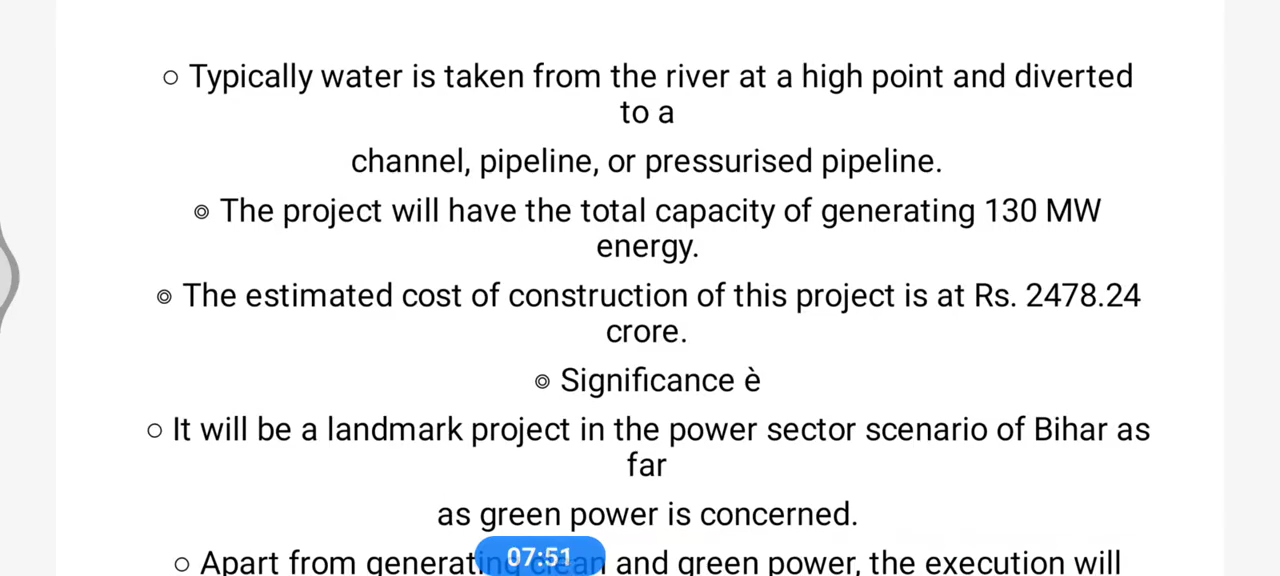 ○ Typically water is taken from the river at a high point and diverted
to a
channel, pipeline, or pressurised pipeline.
⌾ The project will have the total capacity of generating 130 MW
energy.
⌾ The estimated cost of construction of this project is at Rs. 2478.24
crore.
⌾ Significance è
○ It will be a landmark project in the power sector scenario of Bihar as
far
as green power is concerned.
○ Apart from generating clean and green power, the execution will
07:51